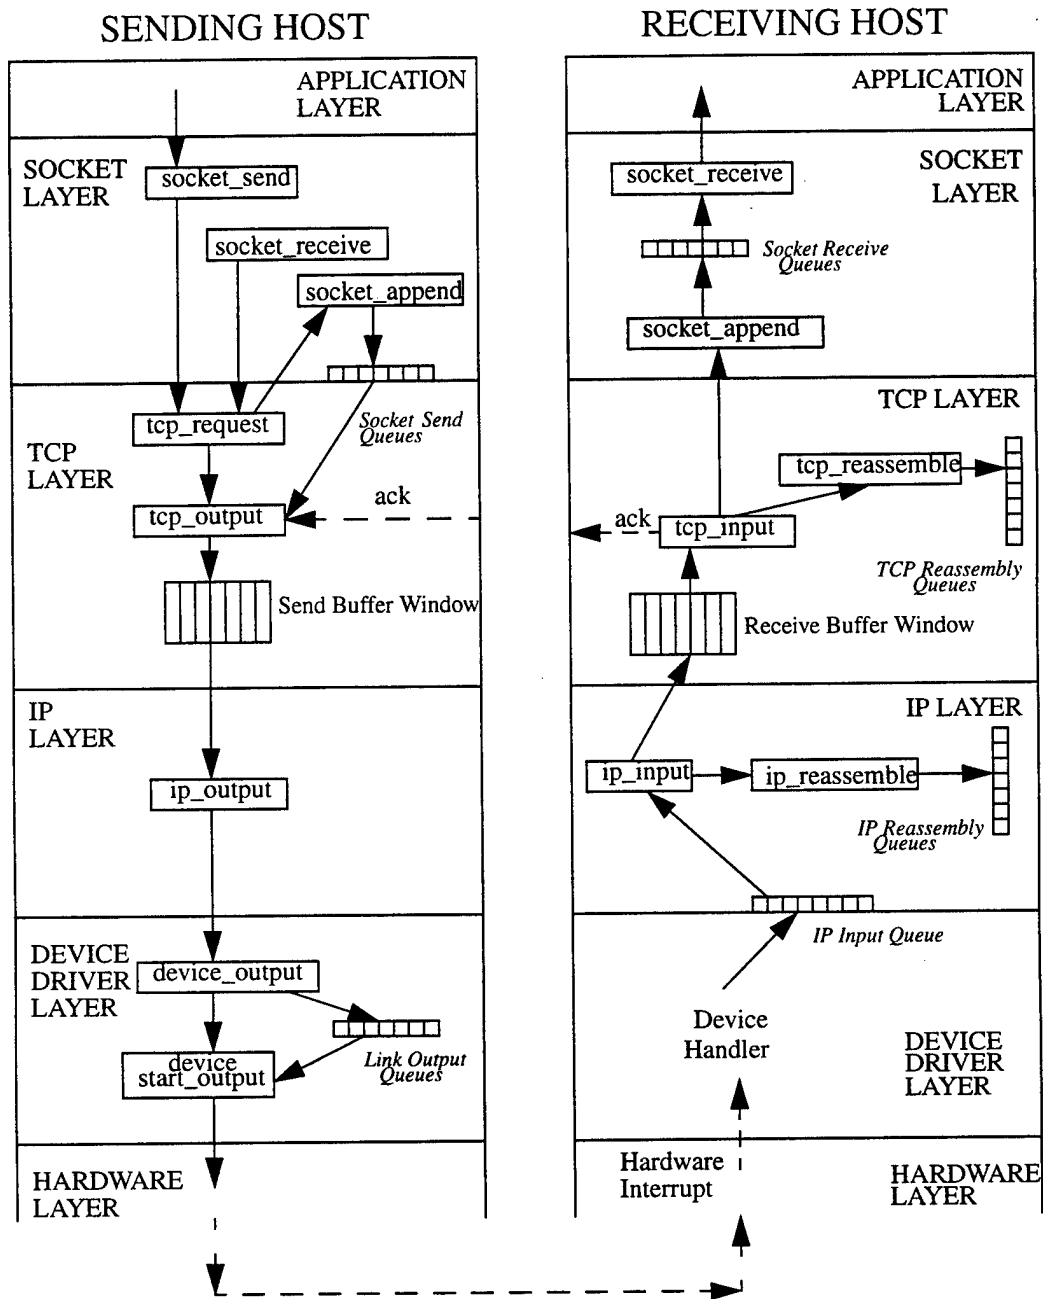 SENDING HOST
APPLICATION
LAYER
SOCKET
LAYER
socket_send
socket_receive
socket_append
Socket Send
Queues
tcp_request
TCP
LAYER
ack
tcp_output
Send Buffer Window
IP
LAYER
ip_output
DEVICE
DRIVER
LAYER
device_output
Link Output
Queues
device
start_output
HARDWARE
LAYER
RECEIVING HOST
APPLICATION
LAYER
SOCKET
LAYER
socket_receive
Socket Receive
Queues
socket_append
TCP LAYER
tcp_reassemble
ack
tcp_input
TCP Reassembly
Queues
Receive Buffer Window
IP LAYER
ip_input
ip_reassemble
IP Reassembly
Queues
IP Input Queue
Device
Handler
DEVICE
DRIVER
LAYER
Hardware
Interrupt
HARDWARE
LAYER